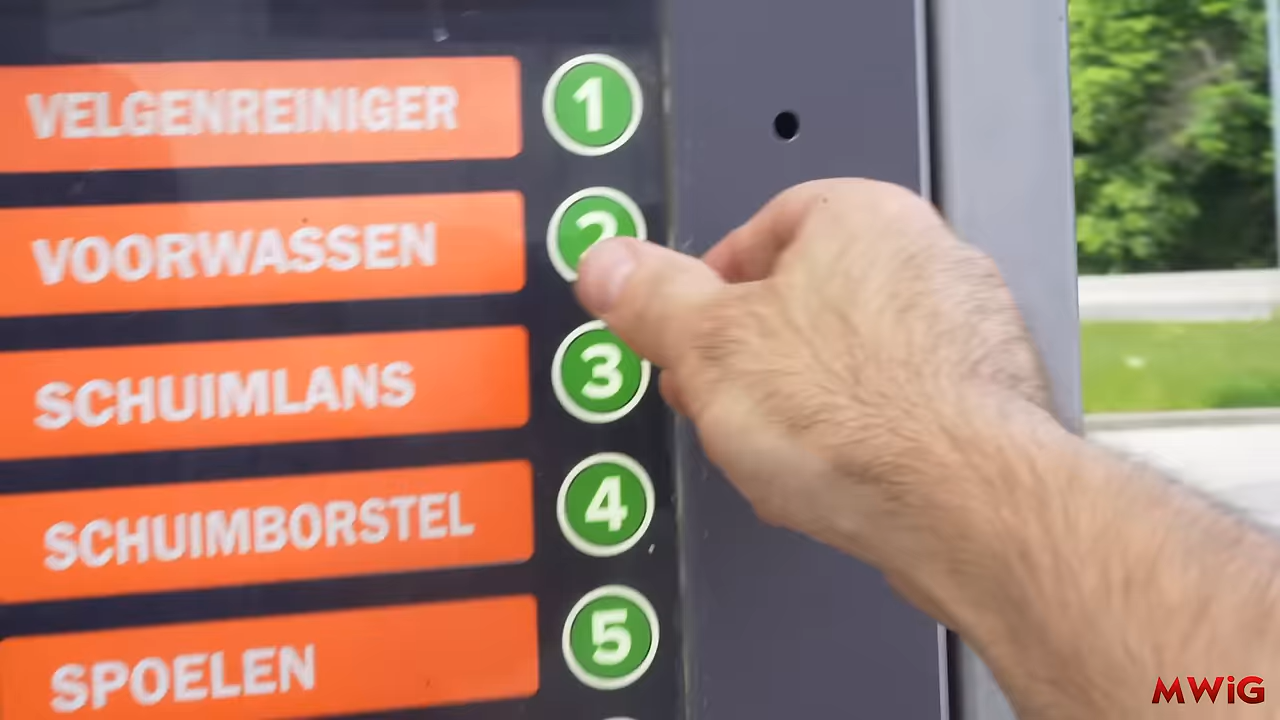 VELGENREINIGER 1
VOORWASSEN 2
SCHUIMLANS 3
SCHUIMBORSTEL 4
SPOELEN 5
MWiG